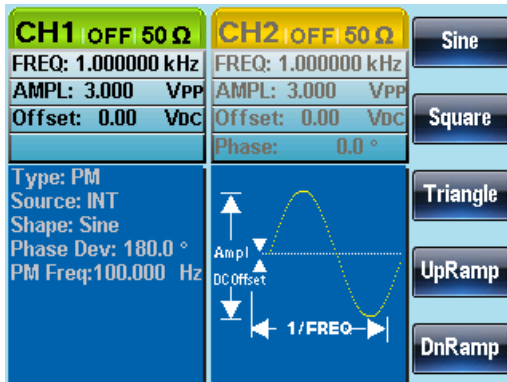 CH1 OFF 50 Ω
FREQ: 1.000000 kHz
AMPL: 3.000 VPP
Offset: 0.00 VDC
CH2 OFF 50 Ω
FREQ: 1.000000 kHz
AMPL: 3.000 VPP
Offset: 0.00 VDC
Phase: 0.0 °
Type: PM
Source: INT
Shape: Sine
Phase Dev: 180.0 °
PM Freq:100.000 Hz
Ampl
DC Offset
1/FREQ
Sine
Square
Triangle
UpRamp
DnRamp